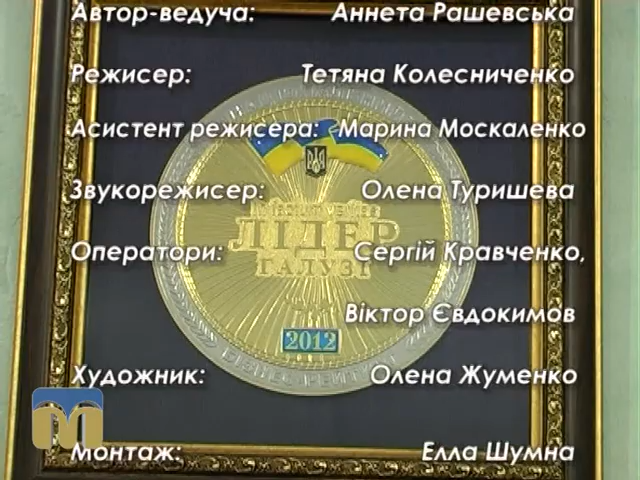 Автор-ведуча: Аннета Рашевська
Режисер: Тетяна Колесниченко
Асистент режисера: Марина Москаленко
Звукорежисер: Олена Туришева
ЛІДЕР
Оператори: Сергій Кравченко,
ГАЛУЗІ
Віктор Євдокимов
2012
Художник: Олена Жуменко
Монтаж: Елла Шумна